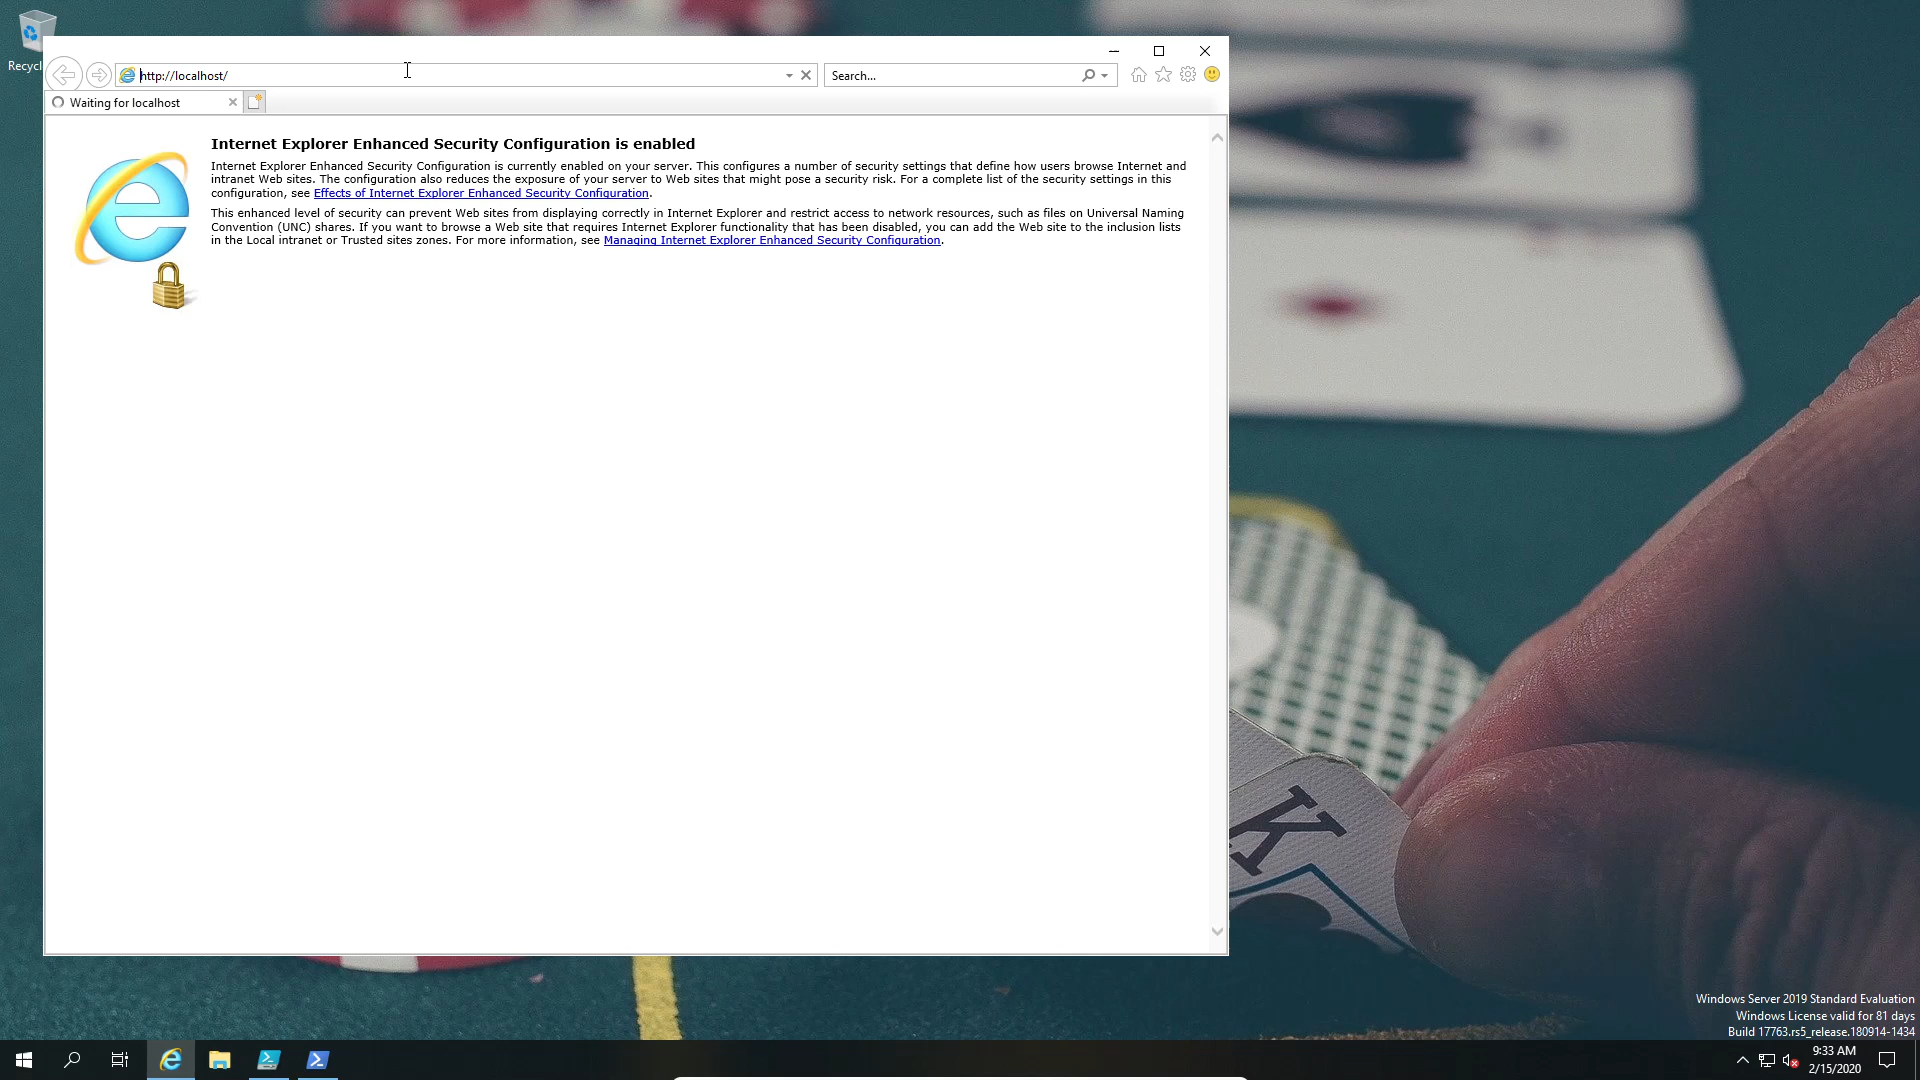 Recycl
http://localhost/
Search...
Waiting for localhost
Internet Explorer Enhanced Security Configuration is enabled
Internet Explorer Enhanced Security Configuration is currently enabled on your server. This configures a number of security settings that define how users browse Internet and
intranet Web sites. The configuration also reduces the exposure of your server to Web sites that might pose a security risk. For a complete list of the security settings in this
configuration, see Effects of Internet Explorer Enhanced Security Configuration.
This enhanced level of security can prevent Web sites from displaying correctly in Internet Explorer and restrict access to network resources, such as files on Universal Naming
Convention (UNC) shares. If you want to browse a Web site that requires Internet Explorer functionality that has been disabled, you can add the Web site to the inclusion lists
in the Local intranet or Trusted sites zones. For more information, see Managing Internet Explorer Enhanced Security Configuration.
K
Windows Server 2019 Standard Evaluation
Windows License valid for 81 days
Build 17763.rs5_release.180914-1434
9:33 AM
2/15/2020